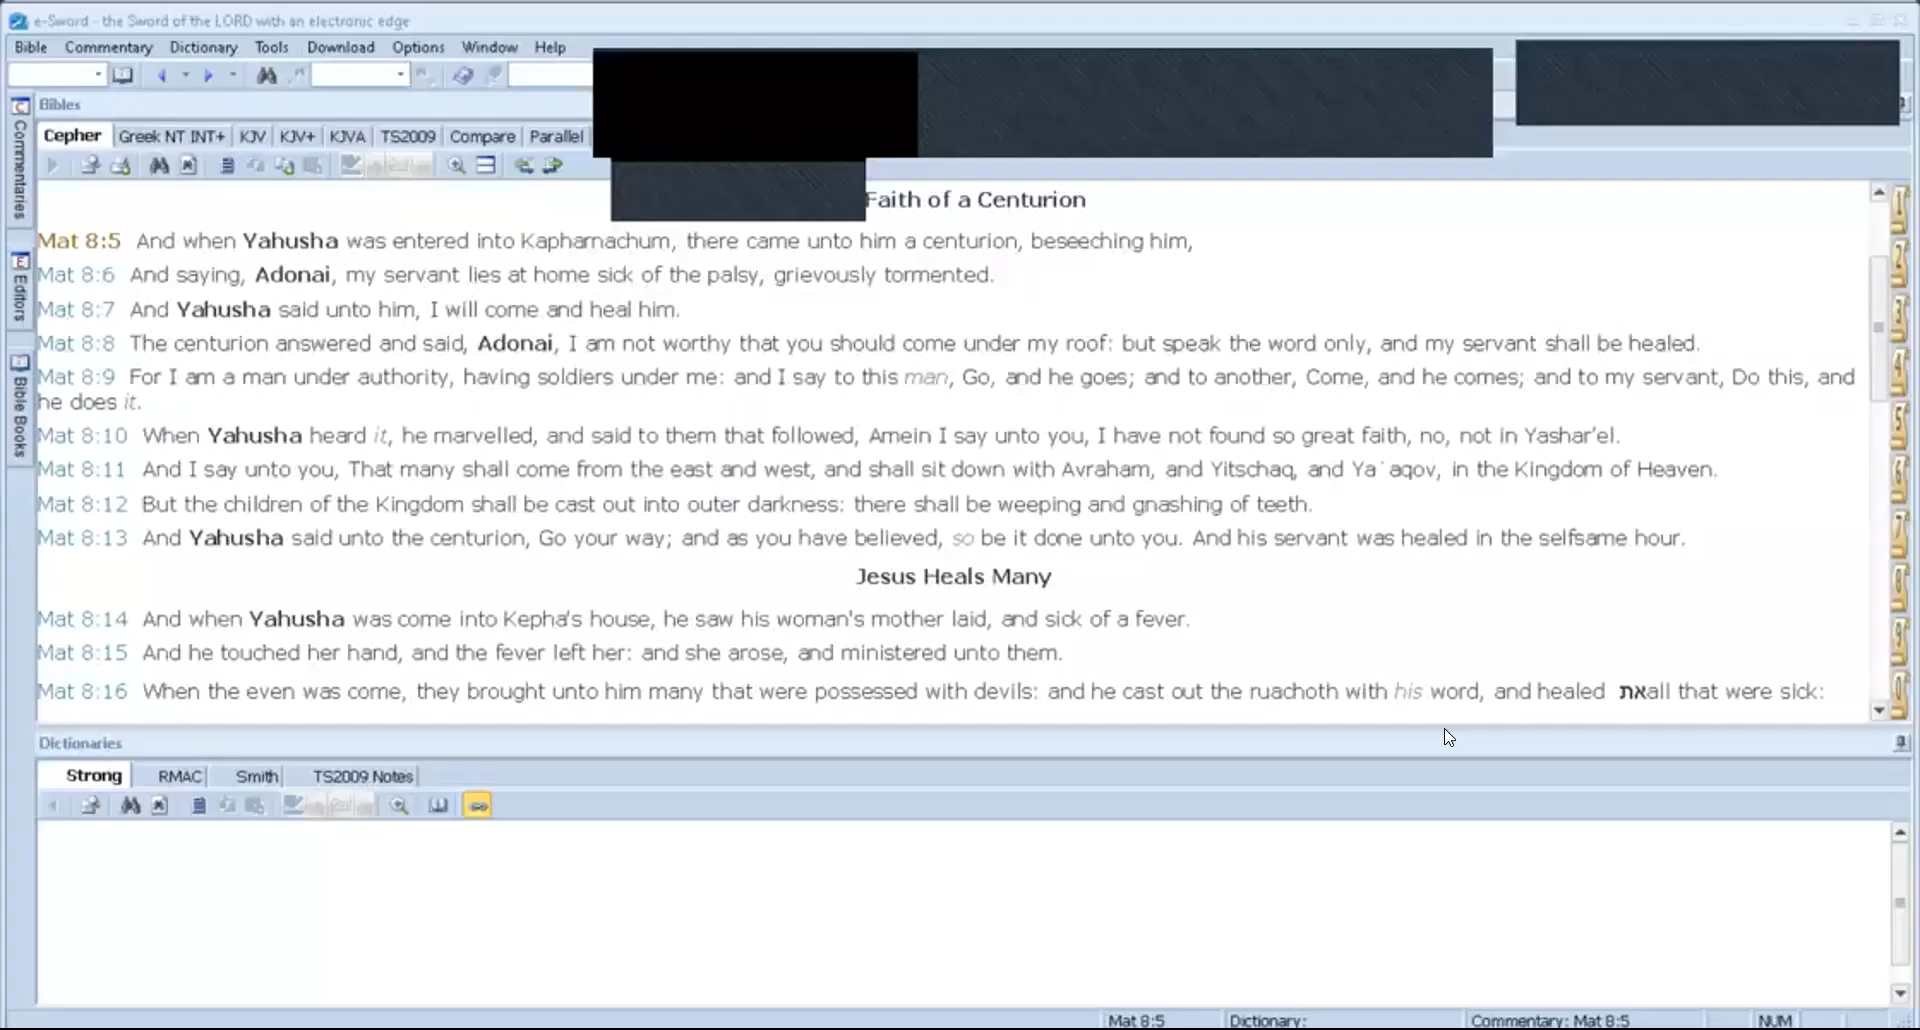 e-Sword - the Sword of the LORD with an electronic edge
Bible Commentary Dictionary Tools Download Options Window Help
Bibles
Cepher Greek NT INT+ KJV KJV+ KJVA TS2009 Compare Parallel
Commentaries
Editors
Bible Books
Faith of a Centurion
Mat 8:5 And when Yahusha was entered into Kapharnachum, there came unto him a centurion, beseeching him,
Mat 8:6 And saying, Adonai, my servant lies at home sick of the palsy, grievously tormented.
Mat 8:7 And Yahusha said unto him, I will come and heal him.
Mat 8:8 The centurion answered and said, Adonai, I am not worthy that you should come under my roof: but speak the word only, and my servant shall be healed.
Mat 8:9 For I am a man under authority, having soldiers under me: and I say to this man, Go, and he goes; and to another, Come, and he comes; and to my servant, Do this, and
he does it.
Mat 8:10 When Yahusha heard it, he marvelled, and said to them that followed, Amein I say unto you, I have not found so great faith, no, not in Yashar'el.
Mat 8:11 And I say unto you, That many shall come from the east and west, and shall sit down with Avraham, and Yitschaq, and Ya`aqov, in the Kingdom of Heaven.
Mat 8:12 But the children of the Kingdom shall be cast out into outer darkness: there shall be weeping and gnashing of teeth.
Mat 8:13 And Yahusha said unto the centurion, Go your way; and as you have believed, so be it done unto you. And his servant was healed in the selfsame hour.
Jesus Heals Many
Mat 8:14 And when Yahusha was come into Kepha's house, he saw his woman's mother laid, and sick of a fever.
Mat 8:15 And he touched her hand, and the fever left her: and she arose, and ministered unto them.
Mat 8:16 When the even was come, they brought unto him many that were possessed with devils: and he cast out the ruachoth with his word, and healed את all that were sick:
1
2
3
4
5
6
7
8
9
0
Dictionaries
Strong RMAC Smith TS2009 Notes
Mat 8:5 Dictionary: Commentary: Mat 8:5 NUM